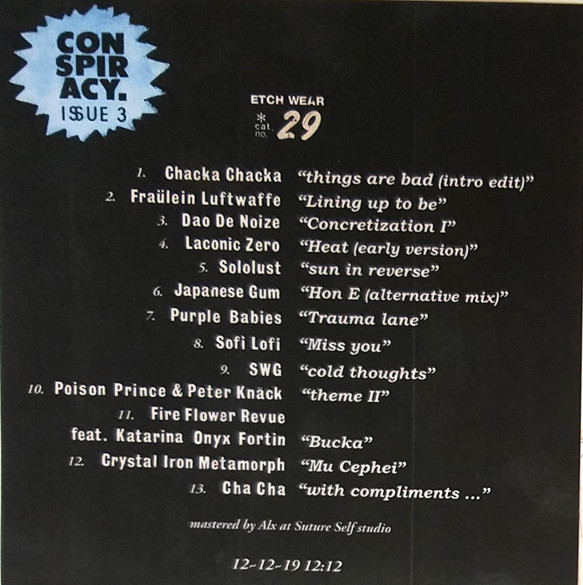 CON
SPIR
ACY.
ISSUE 3
ETCH WEAR
* cat. no. 29
1. Chacka Chacka "things are bad (intro edit)"
2. Fraülein Luftwaffe "Lining up to be"
3. Dao De Noize "Concretization I"
4. Laconic Zero "Heat (early version)"
5. Sololust "sun in reverse"
6. Japanese Gum "Hon E (alternative mix)"
7. Purple Babies "Trauma lane"
8. Sofi Lofi "Miss you"
9. SWG "cold thoughts"
10. Poison Prince & Peter Knäck "theme II"
11. Fire Flower Revue
feat. Katarina Onyx Fortin "Bucka"
12. Crystal Iron Metamorph "Mu Cephei"
13. Cha Cha "with compliments ..."
mastered by Alx at Suture Self studio
12-12-19 12:12